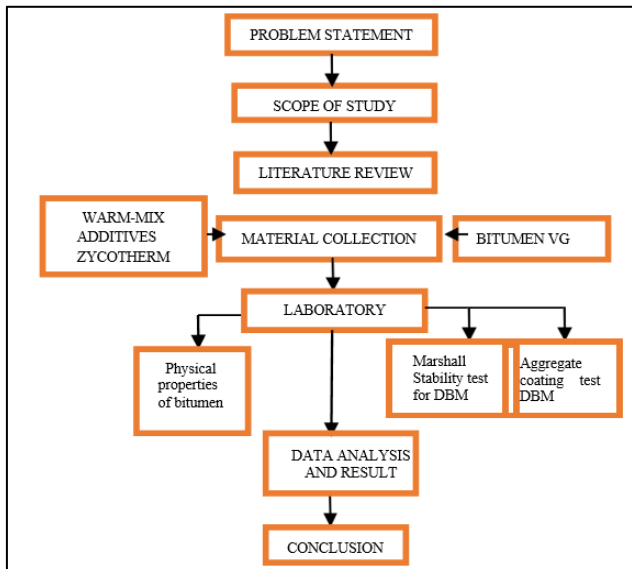 PROBLEM STATEMENT
SCOPE OF STUDY
LITERATURE REVIEW
WARM-MIX
ADDITIVES
ZYCOTHERM
MATERIAL COLLECTION
BITUMEN VG
LABORATORY
Physical
properties
of bitumen
Marshall
Stability test
for DBM
Aggregate
coating test
DBM
DATA ANALYSIS
AND RESULT
CONCLUSION